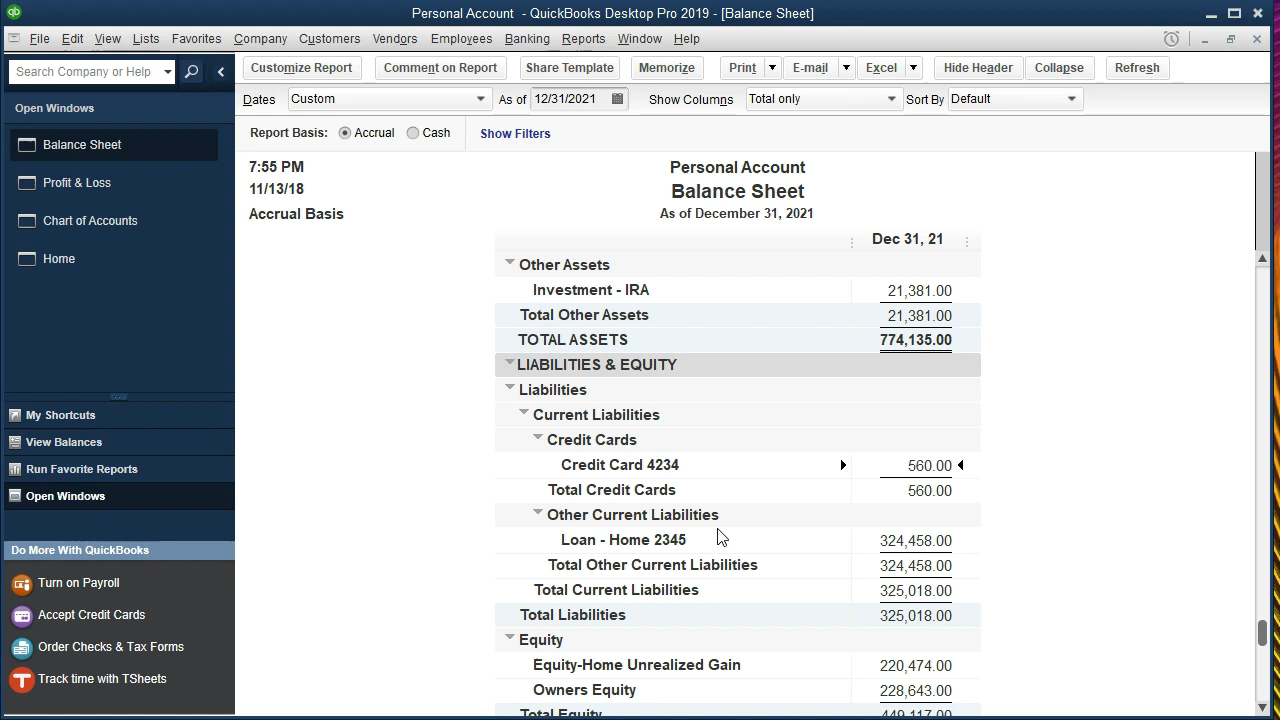 Personal Account - QuickBooks Desktop Pro 2019 - [Balance Sheet]
File Edit View Lists Favorites Company Customers Vendors Employees Banking Reports Window Help
Search Company or Help
Customize Report Comment on Report Share Template Memorize Print E-mail Excel Hide Header Collapse Refresh
Dates Custom As of 12/31/2021 Show Columns Total only Sort By Default
Report Basis: Accrual Cash Show Filters
Open Windows
Balance Sheet
Profit & Loss
Chart of Accounts
Home
My Shortcuts
View Balances
Run Favorite Reports
Open Windows
Do More With QuickBooks
Turn on Payroll
Accept Credit Cards
Order Checks & Tax Forms
Track time with TSheets
7:55 PM
11/13/18
Accrual Basis
Personal Account
Balance Sheet
As of December 31, 2021
Dec 31, 21
Other Assets
Investment - IRA 21,381.00
Total Other Assets 21,381.00
TOTAL ASSETS 774,135.00
LIABILITIES & EQUITY
Liabilities
Current Liabilities
Credit Cards
Credit Card 4234 560.00
Total Credit Cards 560.00
Other Current Liabilities
Loan - Home 2345 324,458.00
Total Other Current Liabilities 324,458.00
Total Current Liabilities 325,018.00
Total Liabilities 325,018.00
Equity
Equity-Home Unrealized Gain 220,474.00
Owners Equity 228,643.00
Total Equity 449,117.00